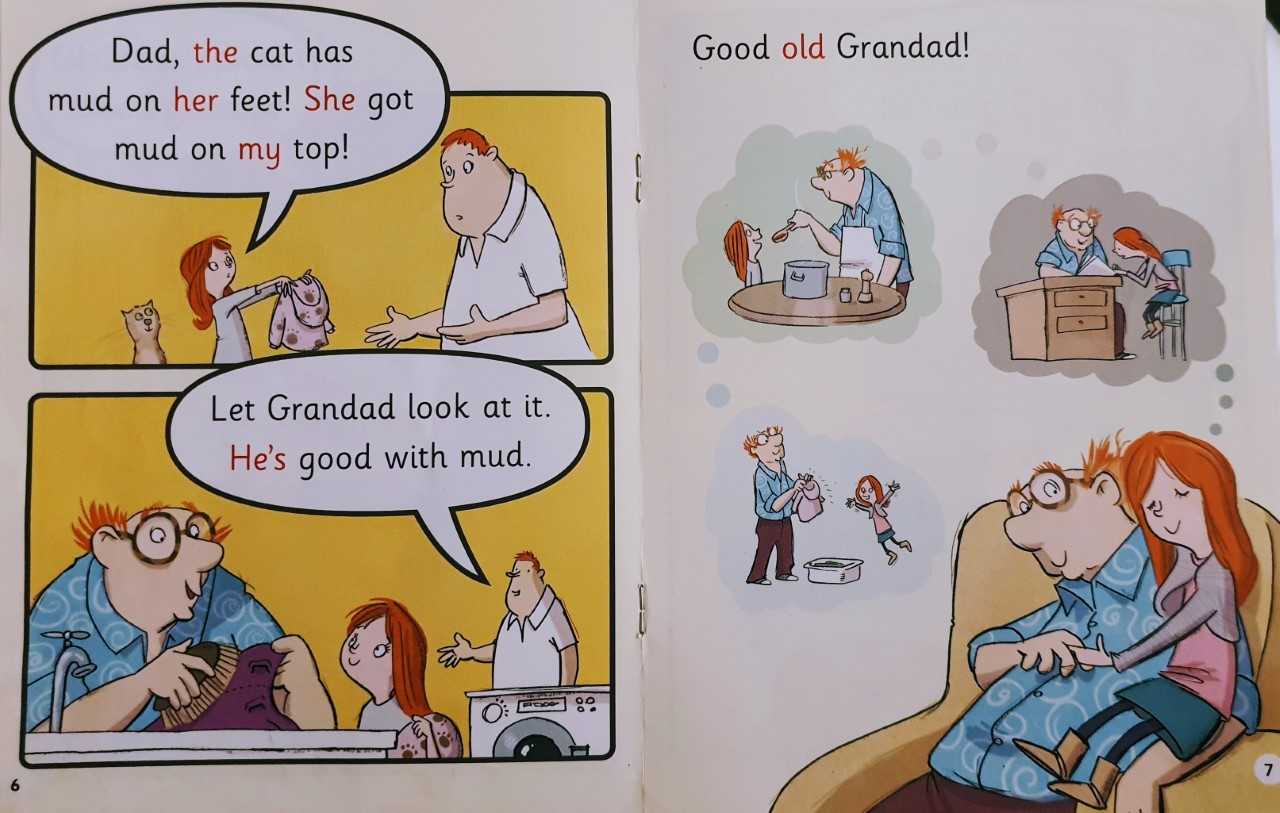 Dad, the cat has
mud on her feet! She got
mud on my top!
Let Grandad look at it.
He's good with mud.
6
Good old Grandad!
7